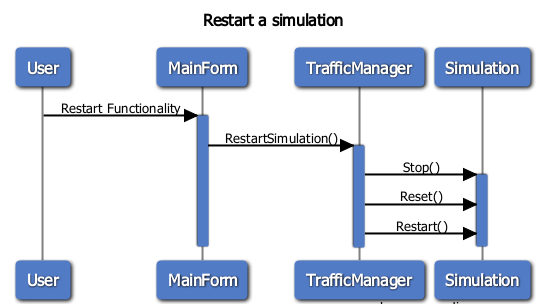 Restart a simulation
User MainForm TrafficManager Simulation
Restart Functionality
RestartSimulation()
Stop()
Reset()
Restart()
User MainForm TrafficManager Simulation